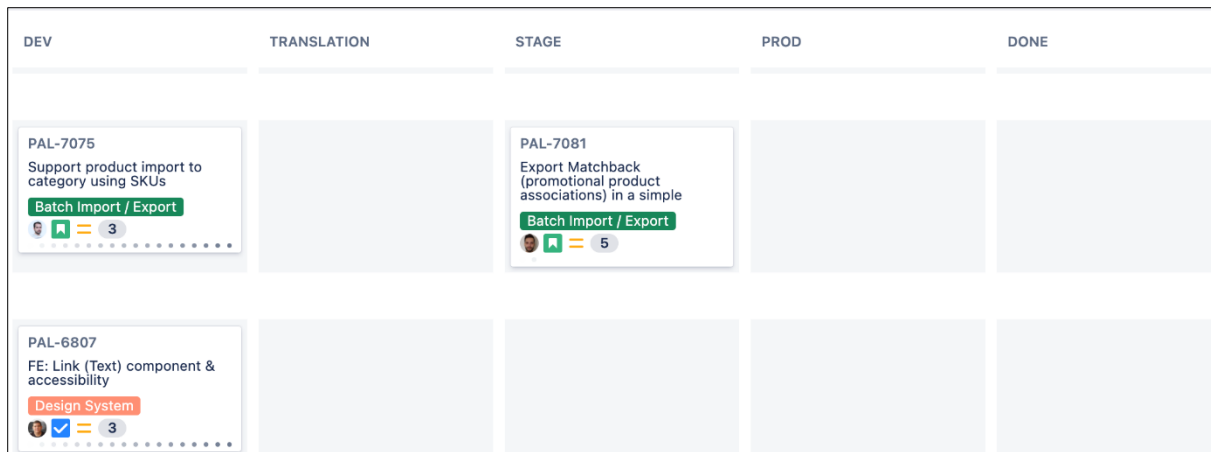 DEV
TRANSLATION
STAGE
PROD
DONE
PAL-7075
Support product import to
category using SKUs
Batch Import / Export
3
PAL-7081
Export Matchback
(promotional product
associations) in a simple
Batch Import / Export
5
PAL-6807
FE: Link (Text) component &
accessibility
Design System
3